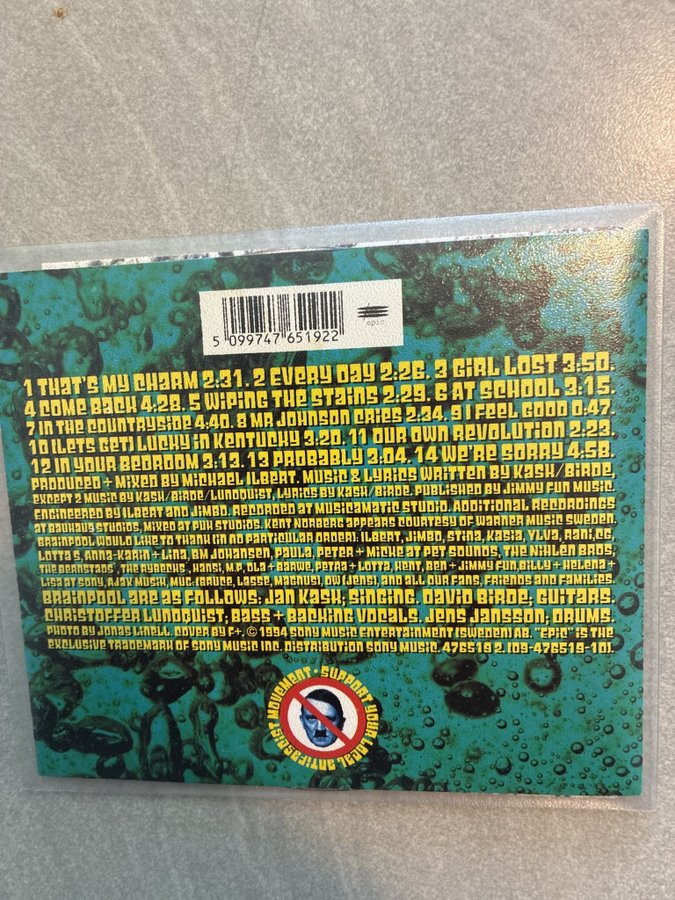 5 099747 651922
epic
1 THAT'S MY CHARM 2:31. 2 EVERY DAY 2:26. 3 GIRL LOST 3:50.
4 COME BACK 4:28. 5 WIPING THE STAINS 2:29. 6 AT SCHOOL 3:15.
7 IN THE COUNTRYSIDE 4:40. 8 MR JOHNSON CRIES 2:34. 9 I FEEL GOOD 0:47.
10 (LETS GET) LUCKY IN KENTUCKY 3:20. 11 OUR OWN REVOLUTION 2:23.
12 IN YOUR BEDROOM 3:13. 13 PROBABLY 3:04. 14 WE'RE SORRY 4:58.
PRODUCED + MIXED BY MICHAEL ILBERT. MUSIC & LYRICS WRITTEN BY KASH/BIRDE,
EXCEPT 2 MUSIC BY KASH/BIRDE/LUNDQUIST, LYRICS BY KASH/BIRDE. PUBLISHED BY JIMMY FUN MUSIC.
ENGINEERED BY ILBERT AND JIMBO. RECORDED AT MUSICAMATIC STUDIO. ADDITIONAL RECORDINGS
AT BAUHAUS STUDIOS, MIXED AT PUK STUDIOS. KENT NORBERG APPEARS COURTESY OF WARNER MUSIC SWEDEN.
BRAINPOOL WOULD LIKE TO THANK (IN NO PARTICULAR ORDER): ILBERT, JIMBO, STINA, KASIA, YLVA, RANI, CG,
LOTTA S, ANNA-KARIN + LINA, BM JOHANSEN, PAULA, PETER + MICKE AT PET SOUNDS, THE NIHLÉN BROS,
THE BEANSTAPS, THE RYBECKS, HANSI, M.P, OLA + BARWE, PETRA + LOTTA, KENT, BEN + JIMMY FUN, BILLY + HELENA +
LISA AT SONY, AJAX MUSIK, MUG: (BRUCE, LASSE, MAGNUS), DW (JENS), AND ALL OUR FANS, FRIENDS AND FAMILIES.
BRAINPOOL ARE AS FOLLOWS: JAN KASH; SINGING. DAVID BIRDE; GUITARS.
CHRISTOFFER LUNDQUIST; BASS + BACKING VOCALS. JENS JANSSON; DRUMS.
PHOTO BY JONAS LINELL. COVER BY F+. © 1994 SONY MUSIC ENTERTAINMENT (SWEDEN) AB. "EPIC" IS THE
EXCLUSIVE TRADEMARK OF SONY MUSIC INC. DISTRIBUTION SONY MUSIC. 476519 2. (09-476519-10).
SUPPORT YOUR LOCAL ANTIFASCIST MOVEMENT ·